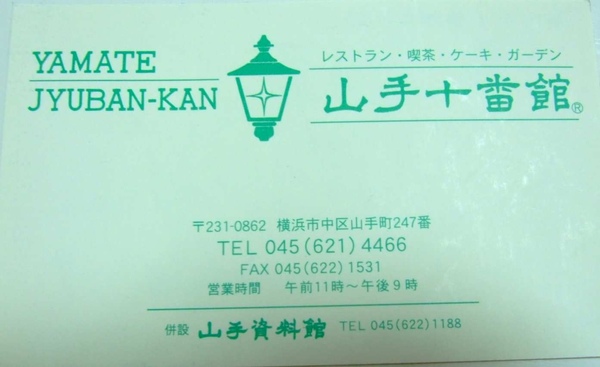 YAMATE
JYUBAN-KAN
レストラン・喫茶・ケーキ・ガーデン
山手十番館®
〒231-0862 横浜市中区山手町247番
TEL 045(621)4466
FAX 045(622)1531
営業時間 午前11時～午後9時
併設 山手資料館 TEL 045(622)1188